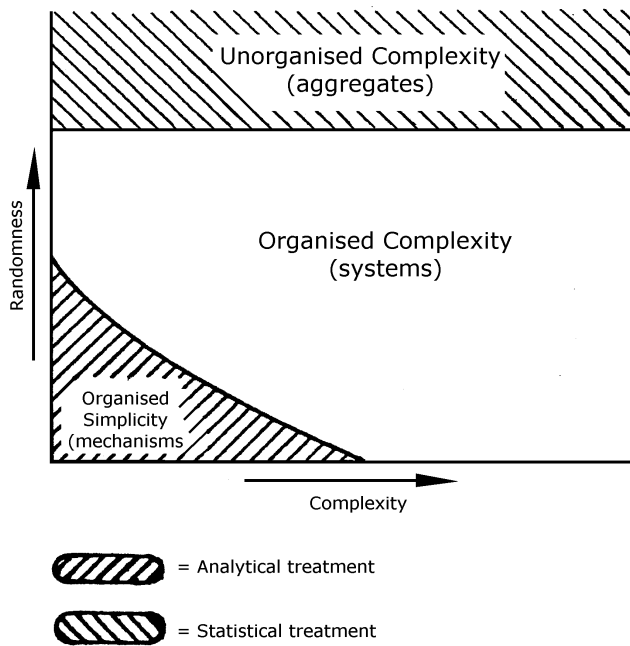 Unorganised Complexity
(aggregates)
Randomness
Organised Complexity
(systems)
Organised
Simplicity
(mechanisms
Complexity
= Analytical treatment
= Statistical treatment